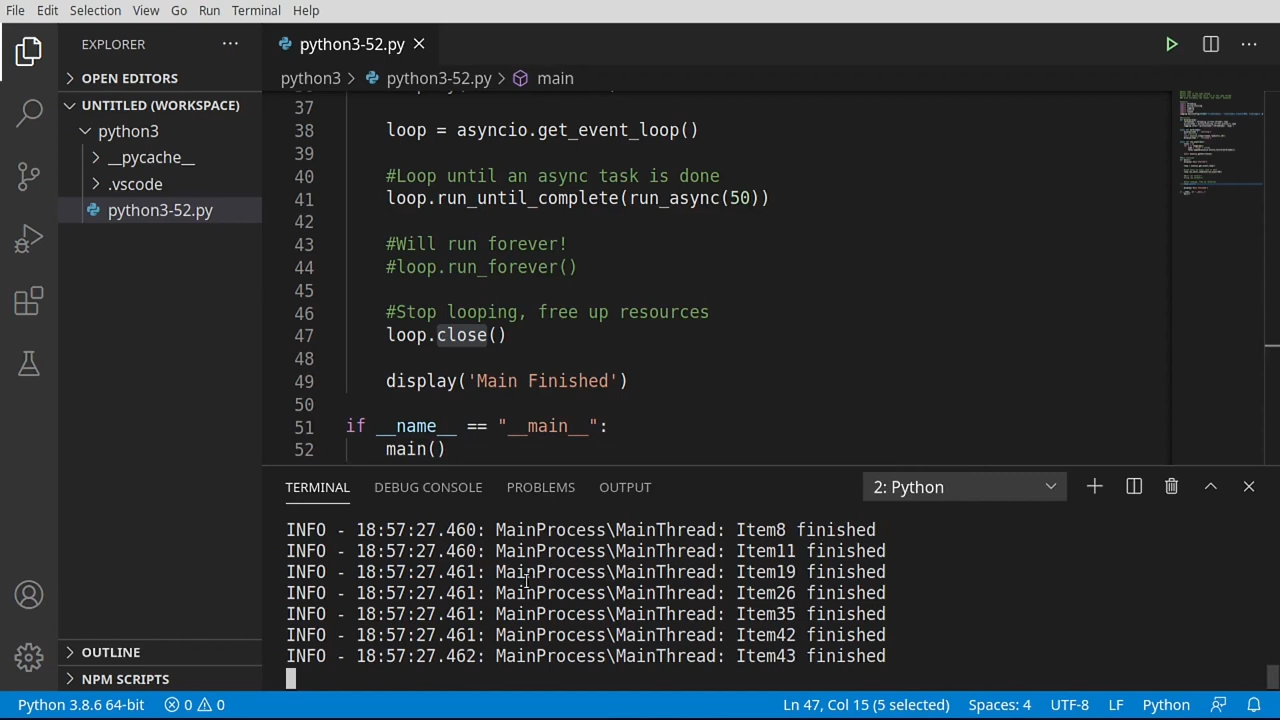 File Edit Selection View Go Run Terminal Help
EXPLORER
OPEN EDITORS
UNTITLED (WORKSPACE)
python3
__pycache__
.vscode
python3-52.py
OUTLINE
NPM SCRIPTS
python3-52.py
python3 > python3-52.py > main
37
38 loop = asyncio.get_event_loop()
39
40 #Loop until an async task is done
41 loop.run_until_complete(run_async(50))
42
43 #Will run forever!
44 #loop.run_forever()
45
46 #Stop looping, free up resources
47 loop.close()
48
49 display('Main Finished')
50
51 if __name__ == "__main__":
52 main()
TERMINAL DEBUG CONSOLE PROBLEMS OUTPUT 2: Python
INFO - 18:57:27.460: MainProcess\MainThread: Item8 finished
INFO - 18:57:27.460: MainProcess\MainThread: Item11 finished
INFO - 18:57:27.461: MainProcess\MainThread: Item19 finished
INFO - 18:57:27.461: MainProcess\MainThread: Item26 finished
INFO - 18:57:27.461: MainProcess\MainThread: Item35 finished
INFO - 18:57:27.461: MainProcess\MainThread: Item42 finished
INFO - 18:57:27.462: MainProcess\MainThread: Item43 finished
Python 3.8.6 64-bit 0 0 Ln 47, Col 15 (5 selected) Spaces: 4 UTF-8 LF Python